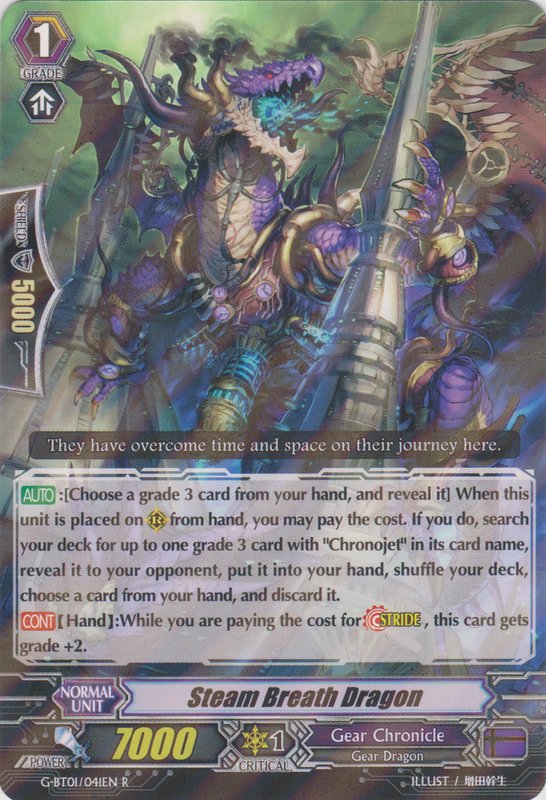 1
GRADE
SHIELD
5000
They have overcome time and space on their journey here.
AUTO:[Choose a grade 3 card from your hand, and reveal it] When this
unit is placed on R from hand, you may pay the cost. If you do, search
your deck for up to one grade 3 card with "Chronojet" in its card name,
reveal it to your opponent, put it into your hand, shuffle your deck,
choose a card from your hand, and discard it.
CONT【Hand】:While you are paying the cost for STRIDE, this card gets
grade +2.
NORMAL
UNIT
Steam Breath Dragon
POWER
7000
1
CRITICAL
Gear Chronicle
Gear Dragon
G-BT01/041EN R
ILLUST / 増田幹生